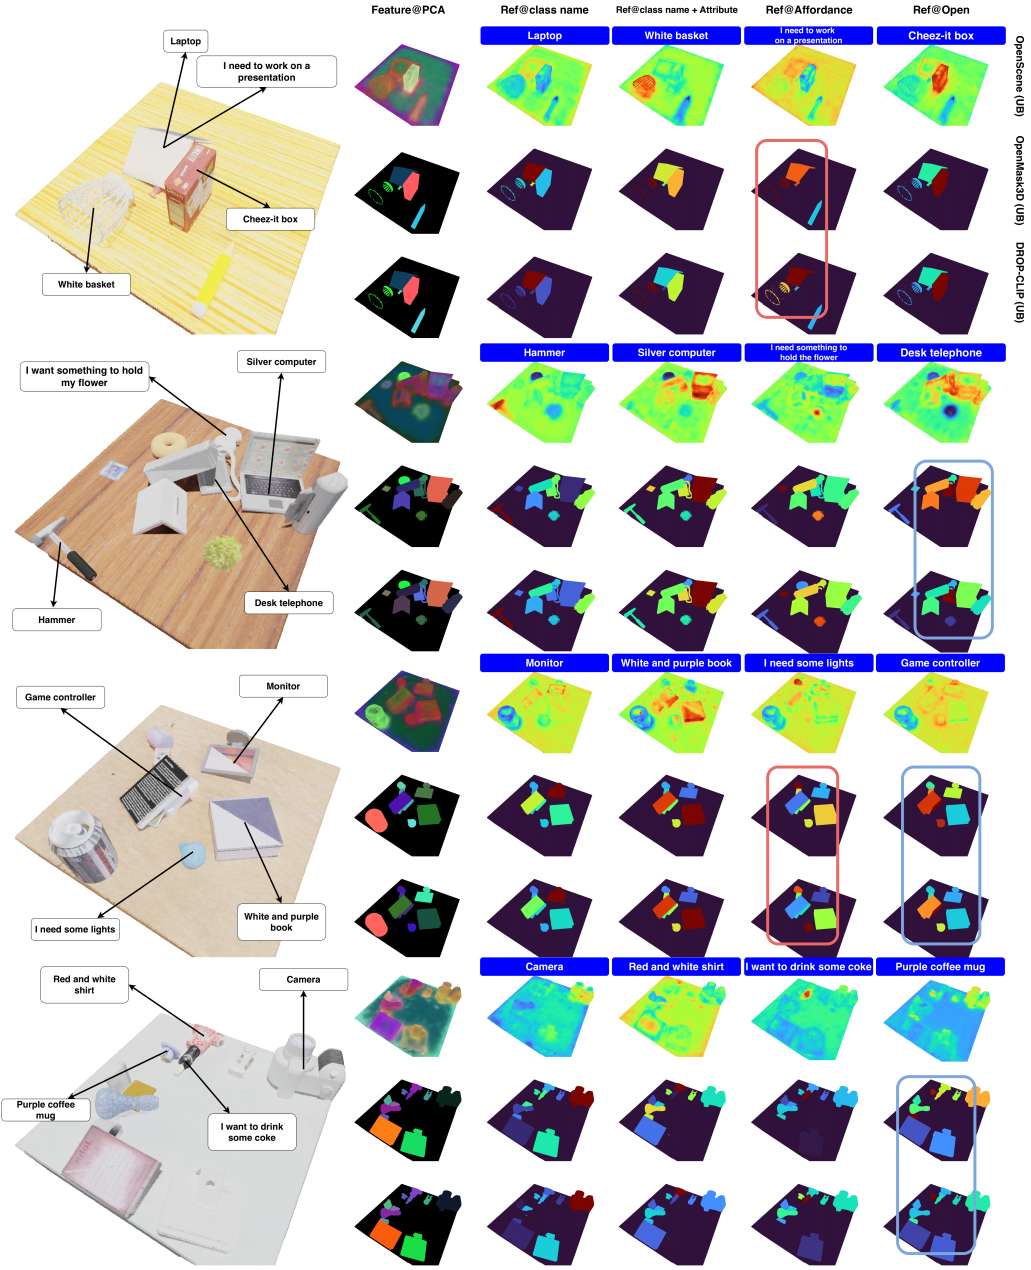 Feature@PCA
Ref@class name
Ref@class name + Attribute
Ref@Affordance
Ref@Open
Laptop
White basket
I need to work
on a presentation
Cheez-it box
OpenScene (UB)
OpenMask3D (UB)
DROP-CLIP (UB)
Laptop
I need to work on a
presentation
Cheez-it box
White basket
Hammer
Silver computer
I need something to
hold the flower
Desk telephone
I want something to hold
my flower
Silver computer
Desk telephone
Hammer
Monitor
White and purple book
I need some lights
Game controller
Game controller
Monitor
I need some lights
White and purple
book
Camera
Red and white shirt
I want to drink some coke
Purple coffee mug
Red and white
shirt
Camera
Purple coffee
mug
I want to drink
some coke